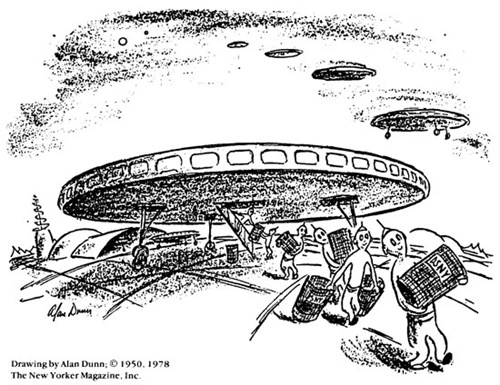 Alan Dunn
Drawing by Alan Dunn; © 1950, 1978
The New Yorker Magazine, Inc.